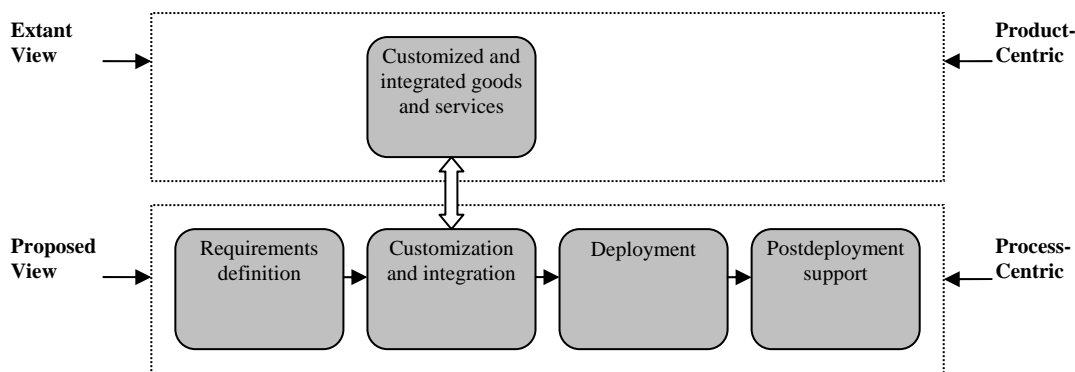 Extant
View
Customized and
integrated goods
and services
Product-
Centric
Proposed
View
Requirements
definition
Customization
and integration
Deployment
Postdeployment
support
Process-
Centric